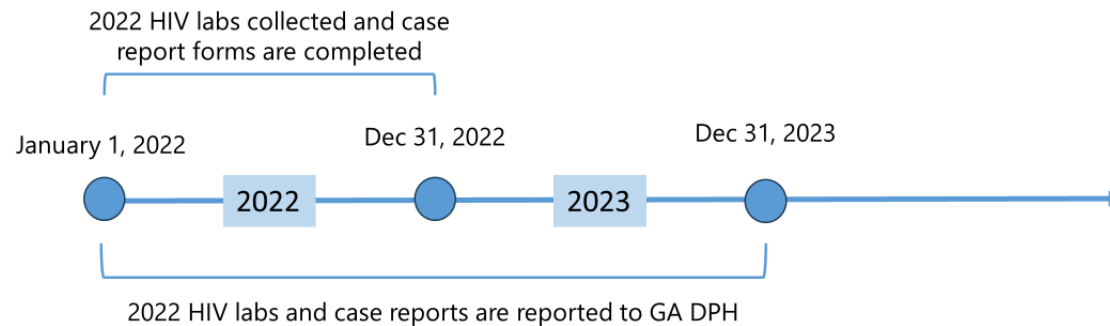 2022 HIV labs collected and case
report forms are completed
January 1, 2022
Dec 31, 2022
Dec 31, 2023
2022
2023
2022 HIV labs and case reports are reported to GA DPH